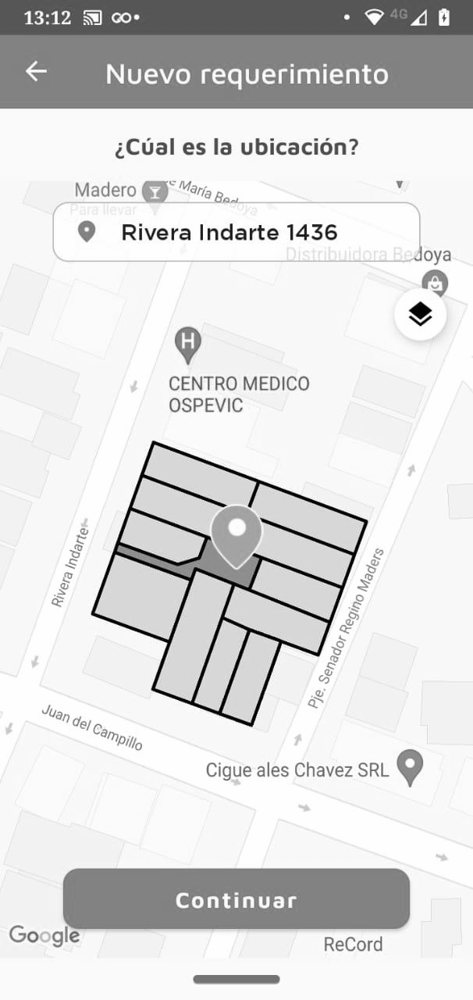 13:12
4G
Nuevo requerimiento
¿Cúal es la ubicación?
Madero
Para llevar
María Bedoya
Rivera Indarte 1436
Distribuidora Bedoya
CENTRO MEDICO
OSPEVIC
Rivera Indarte
Pje. Senador Regino Maders
Juan del Campillo
Cigue ales Chavez SRL
Continuar
Google
ReCord